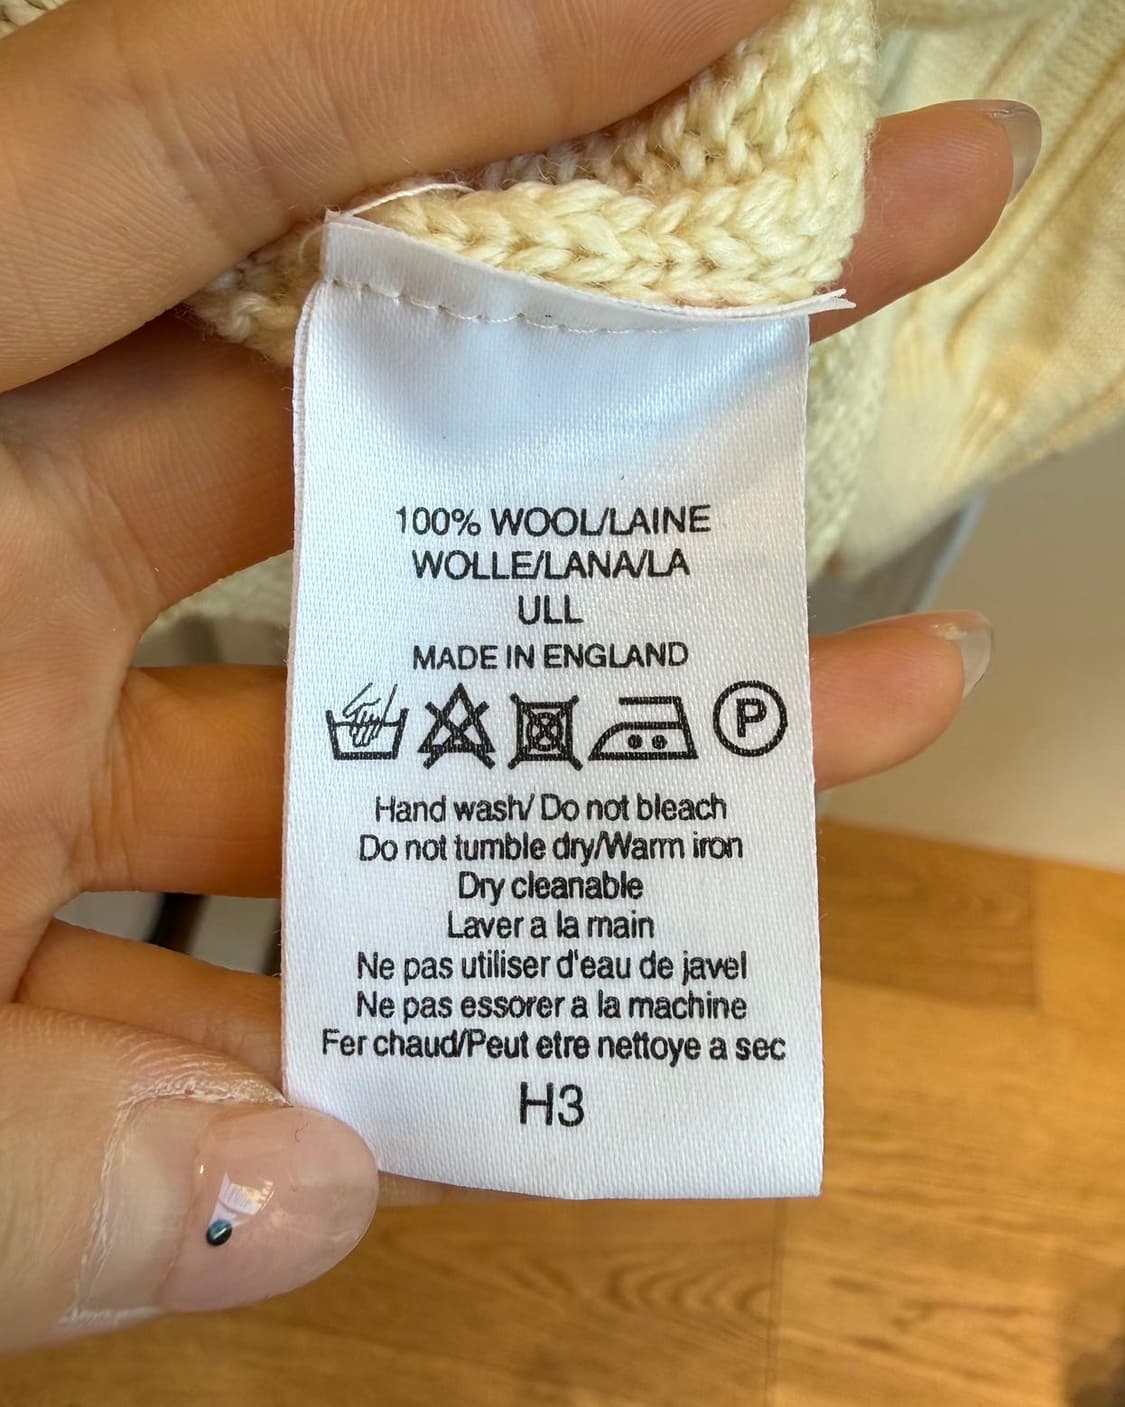 100% WOOL/LAINE
WOLLE/LANA/LA
ULL
MADE IN ENGLAND
P
Hand wash/ Do not bleach
Do not tumble dry/Warm iron
Dry cleanable
Laver a la main
Ne pas utiliser d'eau de javel
Ne pas essorer a la machine
Fer chaud/Peut etre nettoye a sec
H3